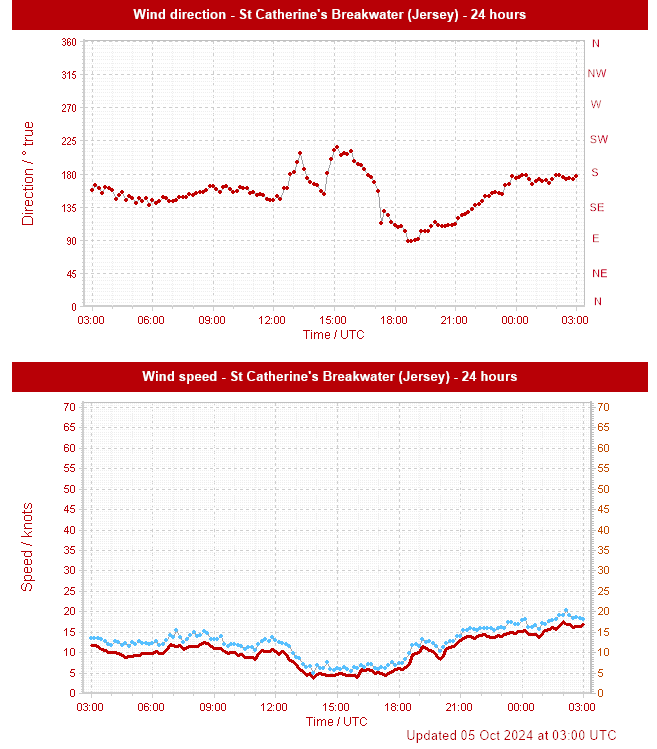 Wind direction - St Catherine's Breakwater (Jersey) - 24 hours
360 N
315 NW
270 W
225 SW
180 S
135 SE
90 E
45 NE
0 N
Direction / ° true
03:00 06:00 09:00 12:00 15:00 18:00 21:00 00:00 03:00
Time / UTC
Wind speed - St Catherine's Breakwater (Jersey) - 24 hours
70 70
65 65
60 60
55 55
50 50
45 45
40 40
35 35
30 30
25 25
20 20
15 15
10 10
5 5
0 0
Speed / knots
03:00 06:00 09:00 12:00 15:00 18:00 21:00 00:00 03:00
Time / UTC
Updated 05 Oct 2024 at 03:00 UTC